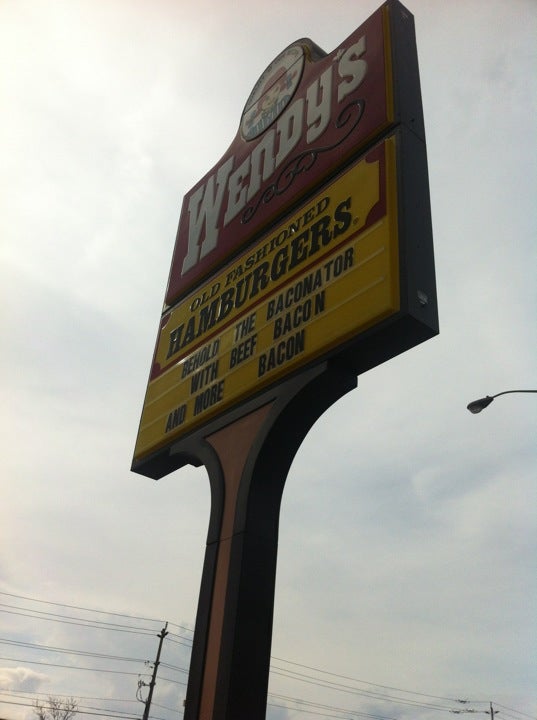 Wendy's
OLD FASHIONED
HAMBURGERS
BEHOLD THE BACONATOR
WITH BEEF BACON
AND MORE BACON